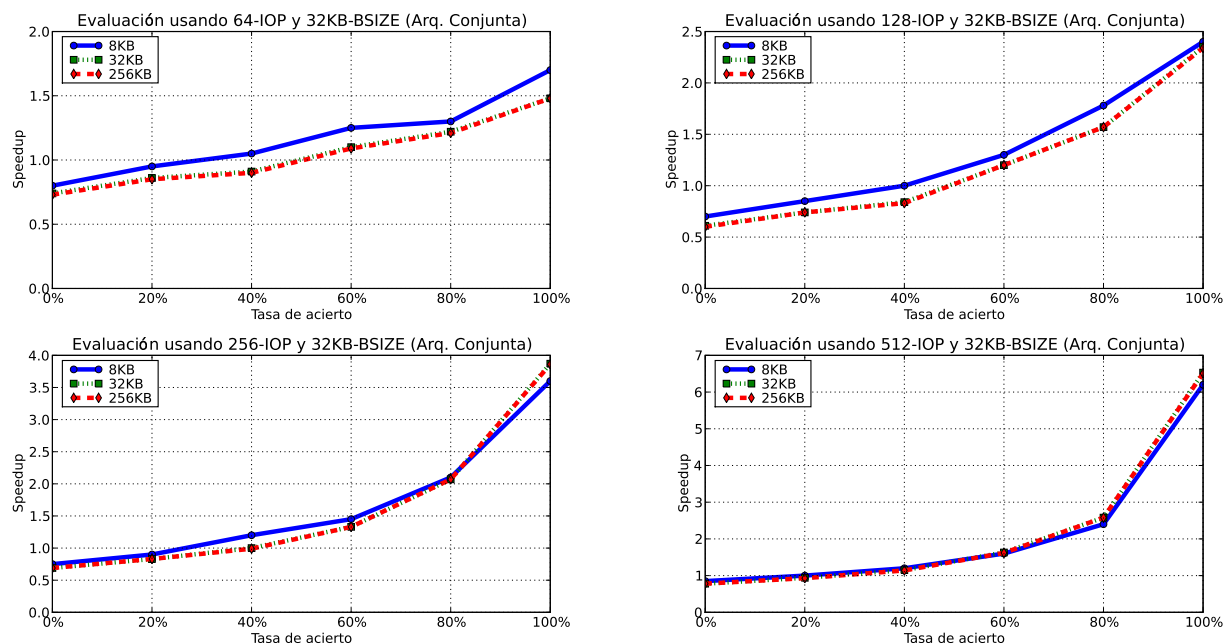 Evaluación usando 64-IOP y 32KB-BSIZE (Arq. Conjunta)
2.0
1.5
1.0
0.5
0.0
Speedup
8KB
32KB
256KB
0% 20% 40% 60% 80% 100%
Tasa de acierto
Evaluación usando 128-IOP y 32KB-BSIZE (Arq. Conjunta)
2.5
2.0
1.5
1.0
0.5
0.0
Speedup
8KB
32KB
256KB
0% 20% 40% 60% 80% 100%
Tasa de acierto
Evaluación usando 256-IOP y 32KB-BSIZE (Arq. Conjunta)
4.0
3.5
3.0
2.5
2.0
1.5
1.0
0.5
0.0
Speedup
8KB
32KB
256KB
0% 20% 40% 60% 80% 100%
Tasa de acierto
Evaluación usando 512-IOP y 32KB-BSIZE (Arq. Conjunta)
7
6
5
4
3
2
1
0
Speedup
8KB
32KB
256KB
0% 20% 40% 60% 80% 100%
Tasa de acierto